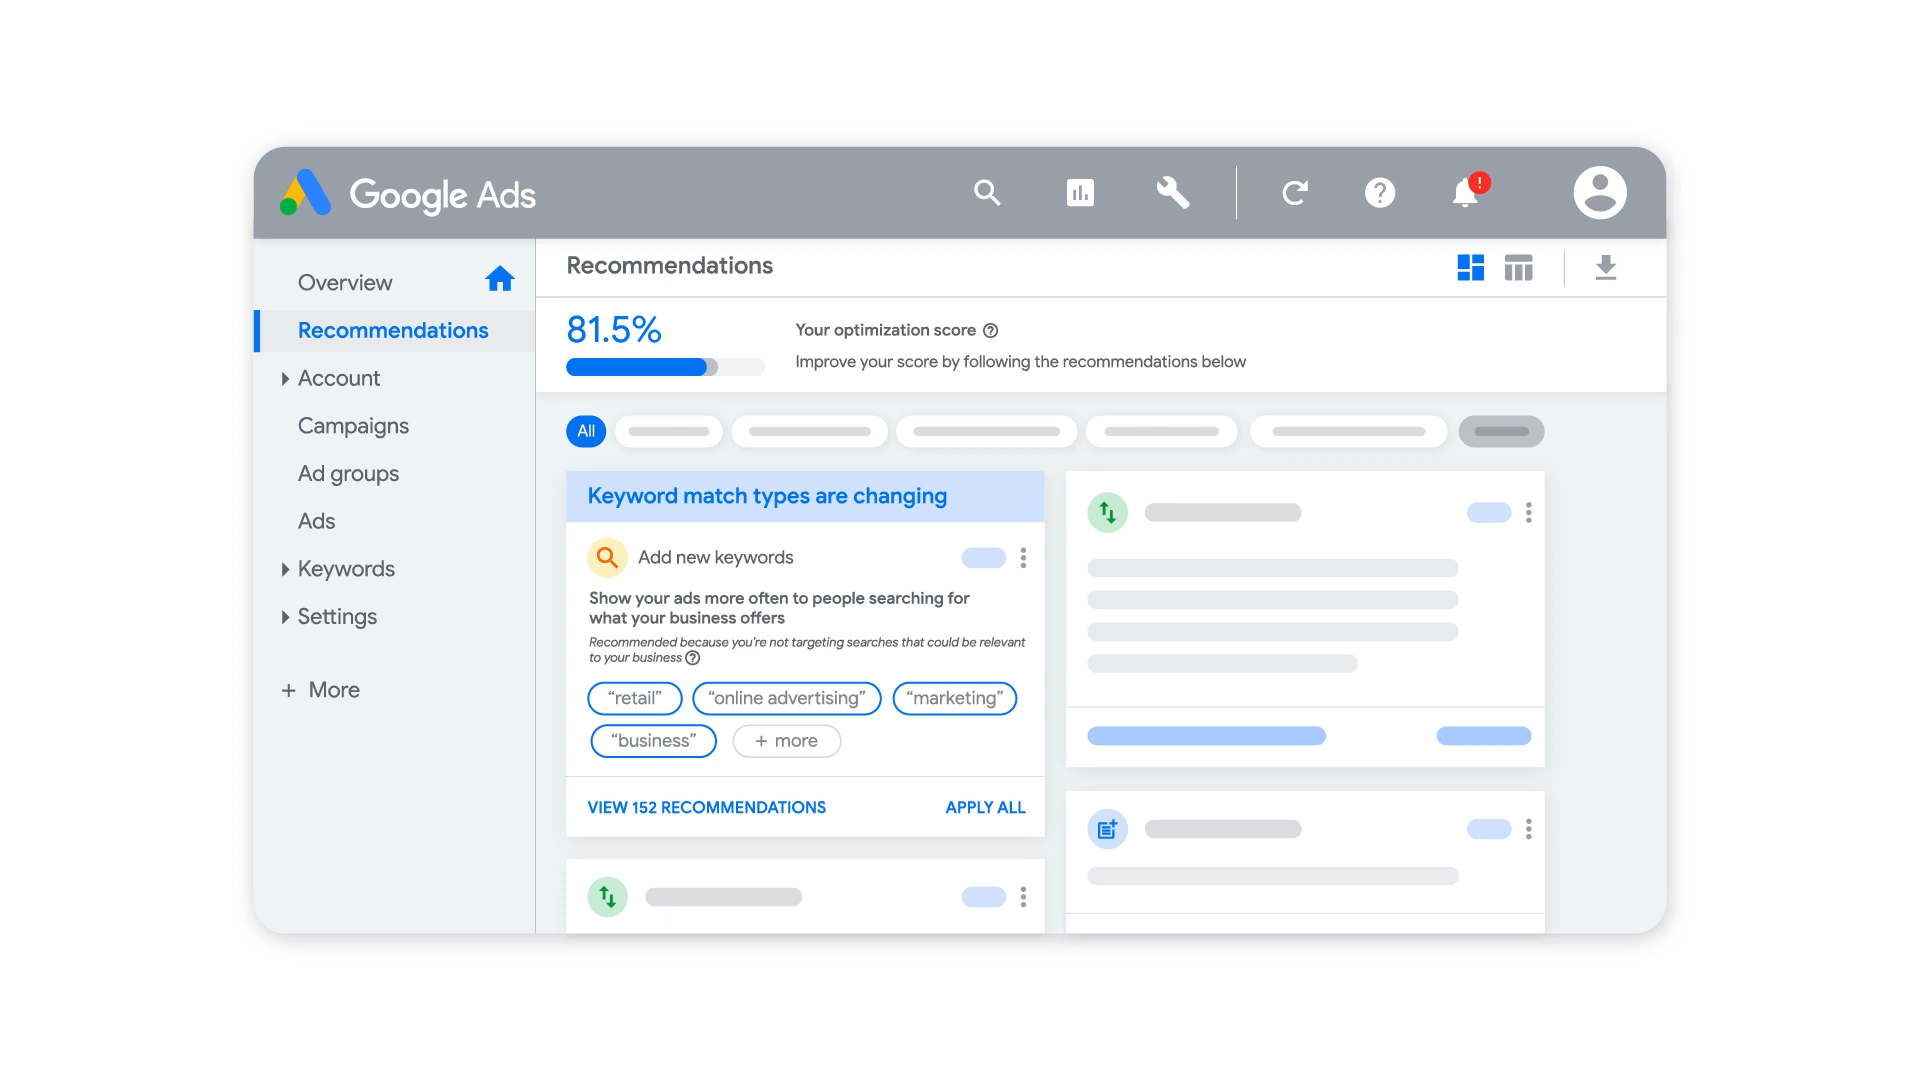 Google Ads
!
Overview
Recommendations
Account
Campaigns
Ad groups
Ads
Keywords
Settings
+ More
Recommendations
81.5%
Your optimization score ?
Improve your score by following the recommendations below
All
Keyword match types are changing
Add new keywords
Show your ads more often to people searching for
what your business offers
Recommended because you’re not targeting searches that could be relevant
to your business ?
“retail” “online advertising” “marketing”
“business” + more
VIEW 152 RECOMMENDATIONS APPLY ALL